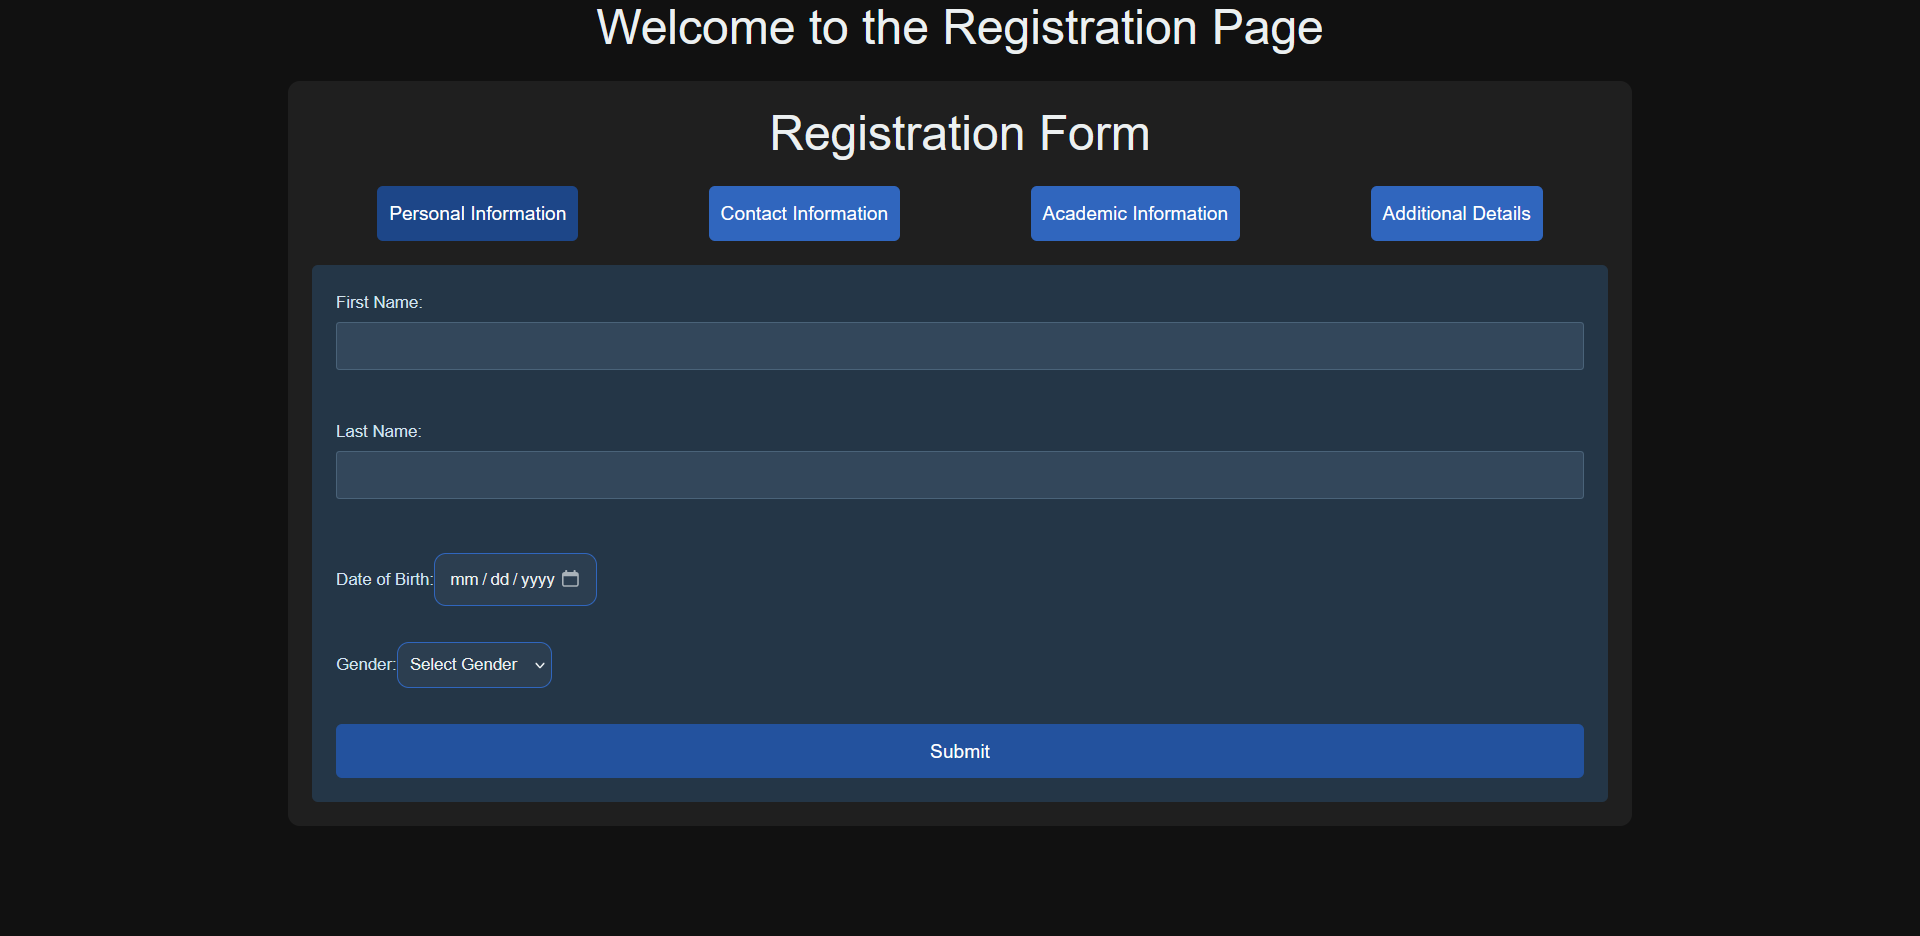 Welcome to the Registration Page
Registration Form
Personal Information
Contact Information
Academic Information
Additional Details
First Name:
Last Name:
Date of Birth: mm/dd/yyyy
Gender: Select Gender
Submit